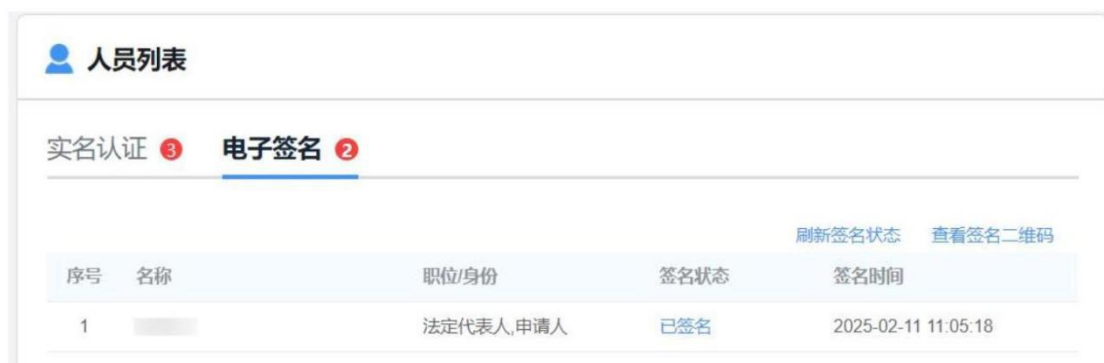 人员列表
实名认证 3 电子签名 2
刷新签名状态 查看签名二维码
序号 名称 职位/身份 签名状态 签名时间
1 法定代表人,申请人 已签名 2025-02-11 11:05:18